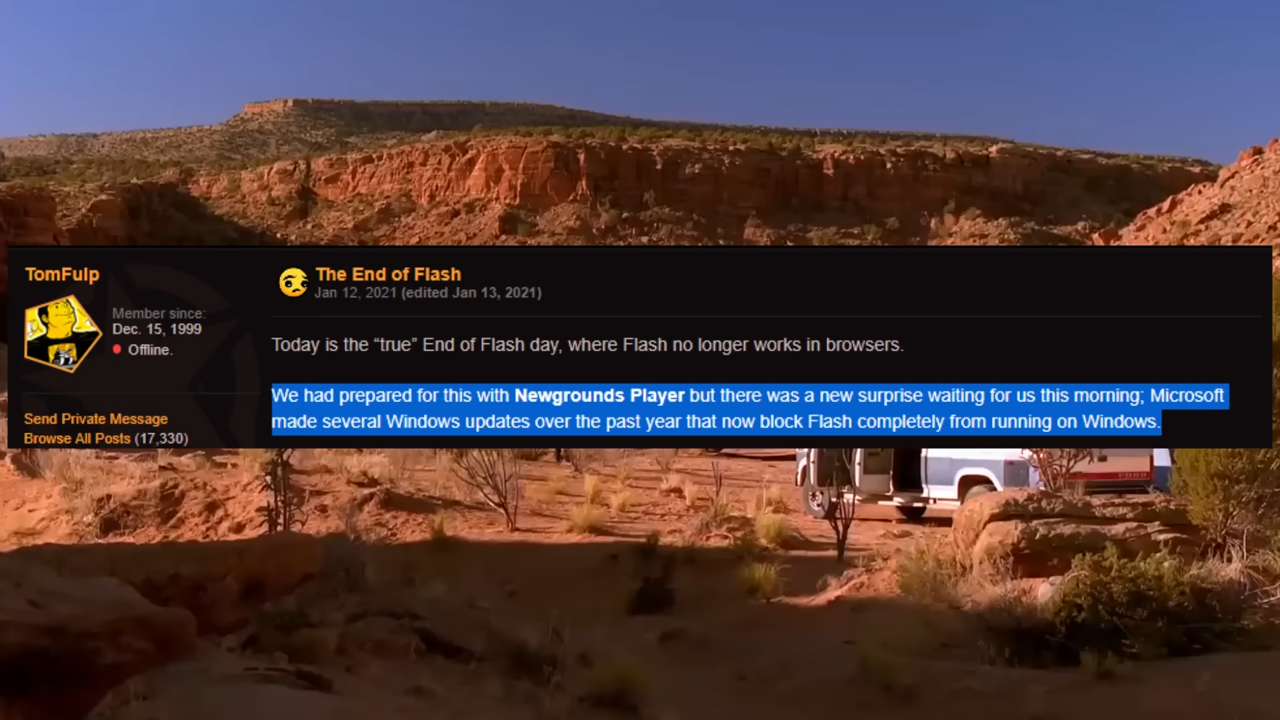 TomFulp
Member since:
Dec. 15, 1999
Offline.
Send Private Message
Browse All Posts (17,330)
The End of Flash
Jan 12, 2021 (edited Jan 13, 2021)
Today is the “true” End of Flash day, where Flash no longer works in browsers.
We had prepared for this with Newgrounds Player but there was a new surprise waiting for us this morning; Microsoft
made several Windows updates over the past year that now block Flash completely from running on Windows.